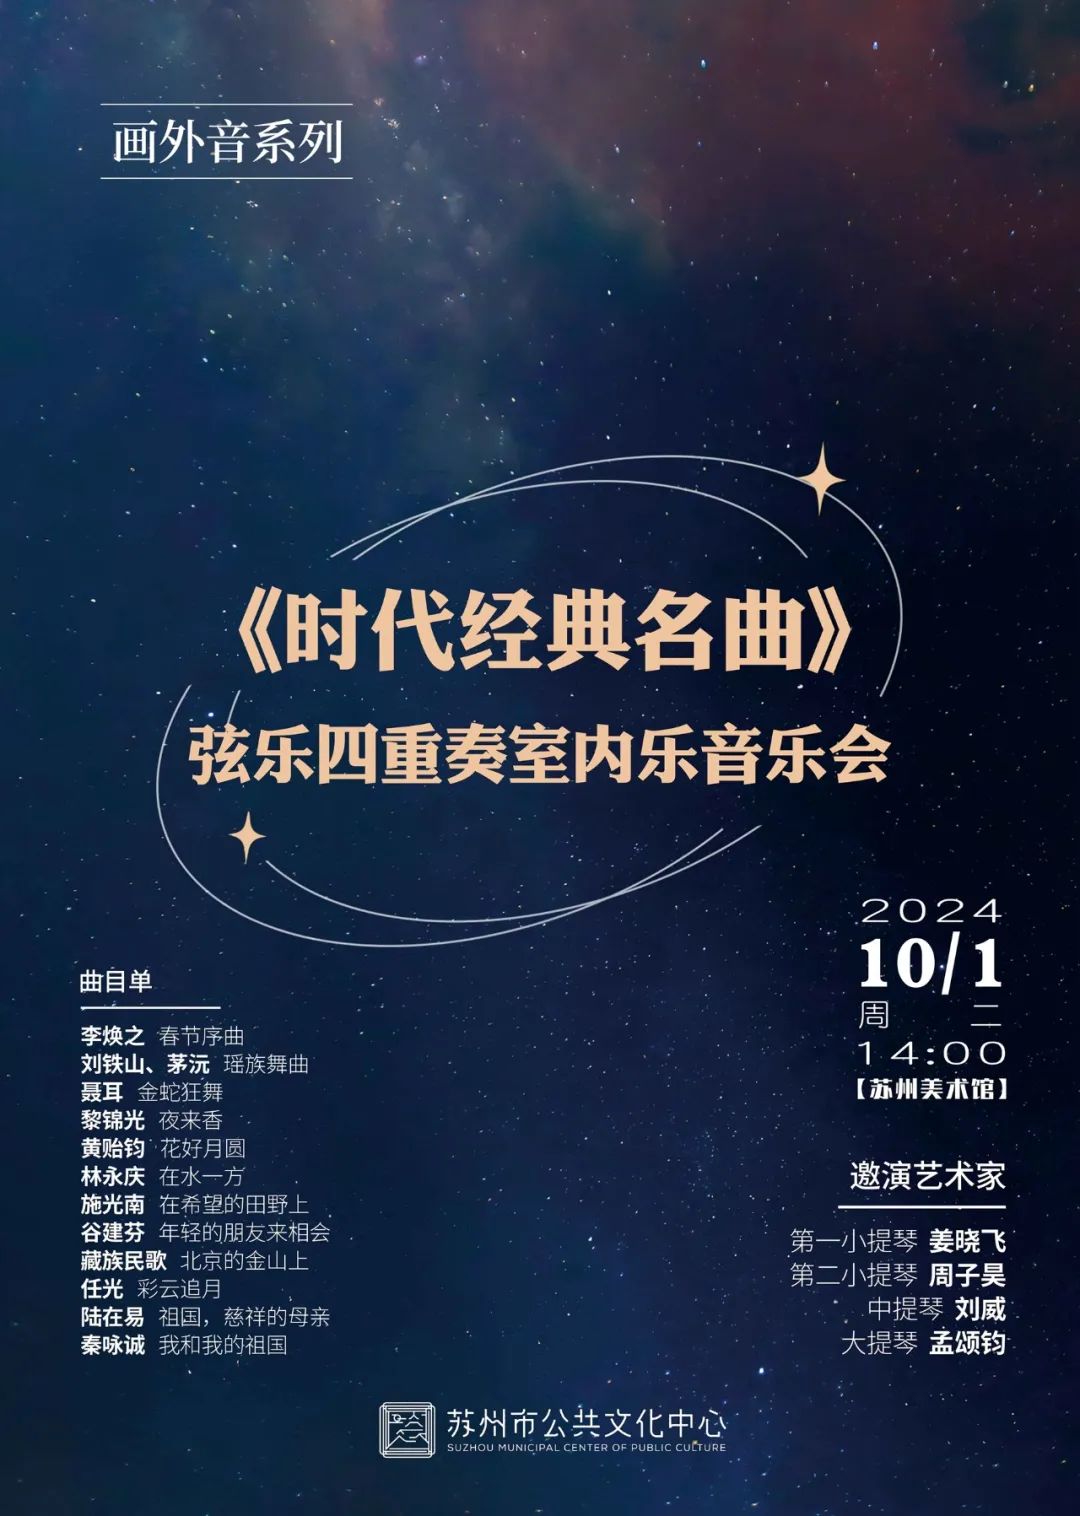 画外音系列
《时代经典名曲》
弦乐四重奏室内乐音乐会
2024
10/1
周 二
14:00
【苏州美术馆】
曲目单
李焕之 春节序曲
刘铁山、茅沅 瑶族舞曲
聂耳 金蛇狂舞
黎锦光 夜来香
黄贻钧 花好月圆
林永庆 在水一方
施光南 在希望的田野上
谷建芬 年轻的朋友来相会
藏族民歌 北京的金山上
任光 彩云追月
陆在易 祖国，慈祥的母亲
秦咏诚 我和我的祖国
邀演艺术家
第一小提琴 姜晓飞
第二小提琴 周子昊
中提琴 刘威
大提琴 孟颂钧
苏州市公共文化中心
SUZHOU MUNICIPAL CENTER OF PUBLIC CULTURE